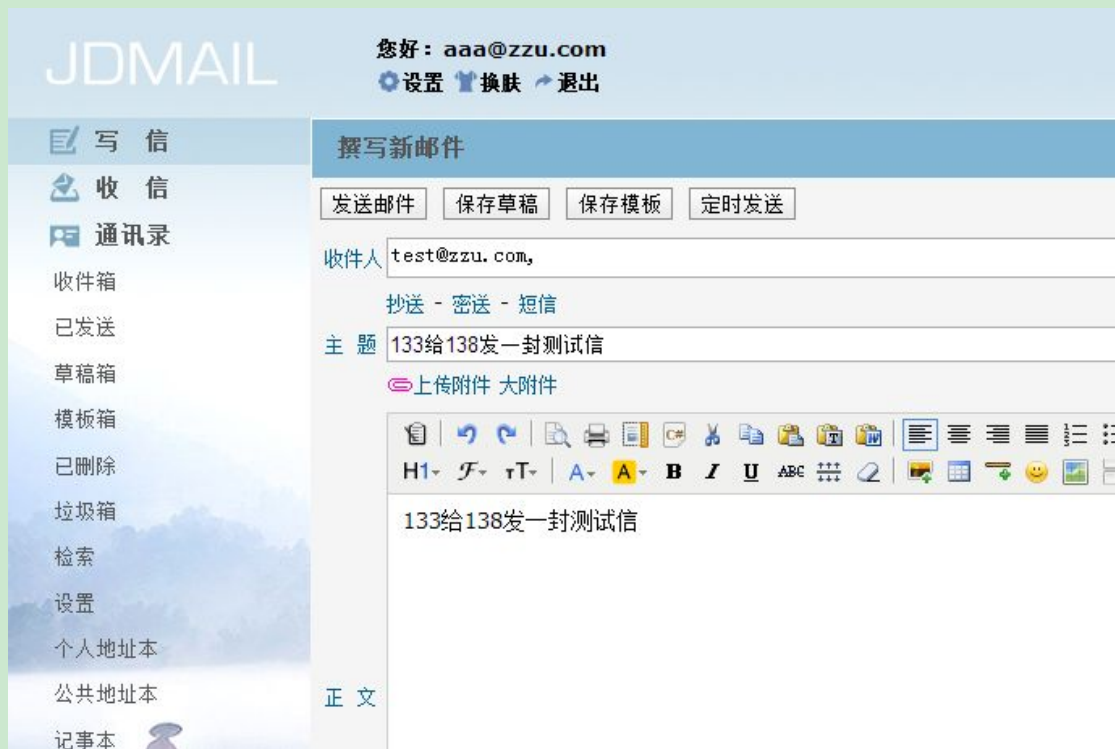 JDMAIL
您好：aaa@zzu.com
设置 换肤 退出
写 信
收 信
通讯录
收件箱
已发送
草稿箱
模板箱
已删除
垃圾箱
检索
设置
个人地址本
公共地址本
记事本
撰写新邮件
发送邮件 保存草稿 保存模板 定时发送
收件人 test@zzu.com,
抄送 - 密送 - 短信
主 题 133给138发一封测试信
上传附件 大附件
H1 F TT A A B I U ABC
133给138发一封测试信
正 文